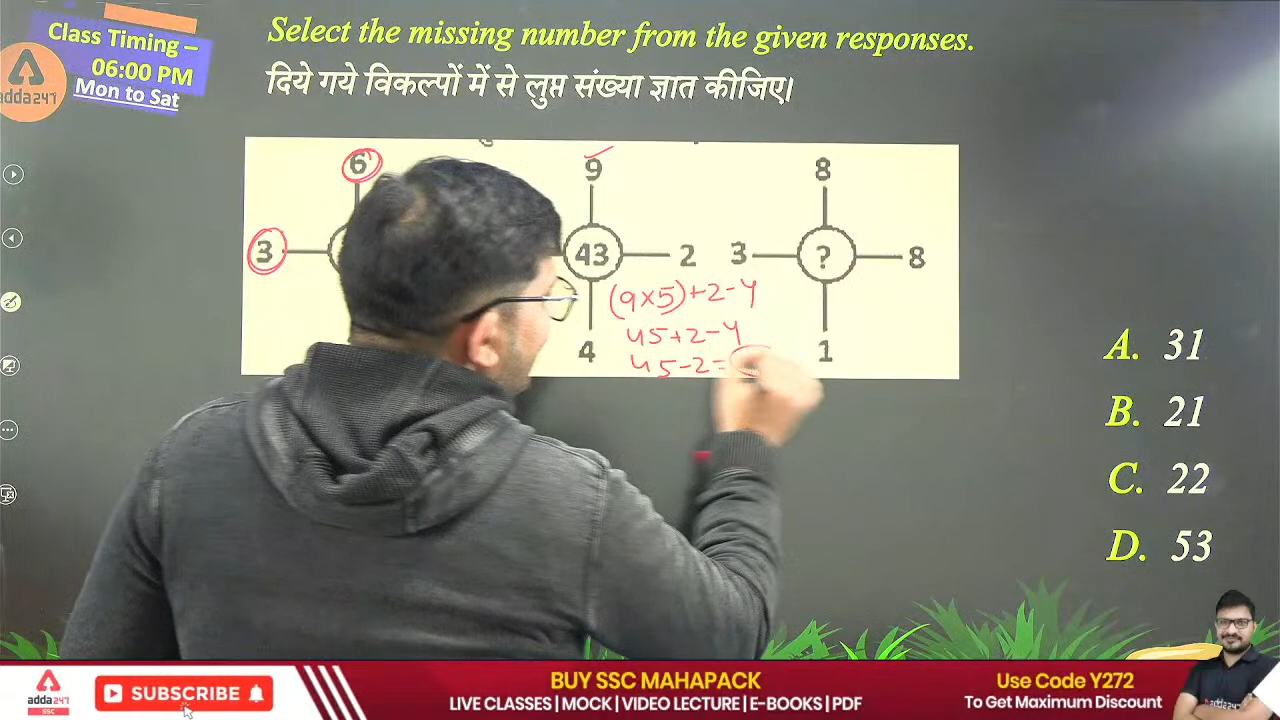 Class Timing –
06:00 PM
Mon to Sat
adda247
Select the missing number from the given responses.
दिये गये विकल्पों में से लुप्त संख्या ज्ञात कीजिए।
6 9 8
3 43 2 3 ? 8
4 1
(9×5)+2-4
45+2-4
45-2=
A. 31
B. 21
C. 22
D. 53
adda247
SSC
SUBSCRIBE
BUY SSC MAHAPACK
LIVE CLASSES | MOCK | VIDEO LECTURE | E-BOOKS | PDF
Use Code Y272
To Get Maximum Discount